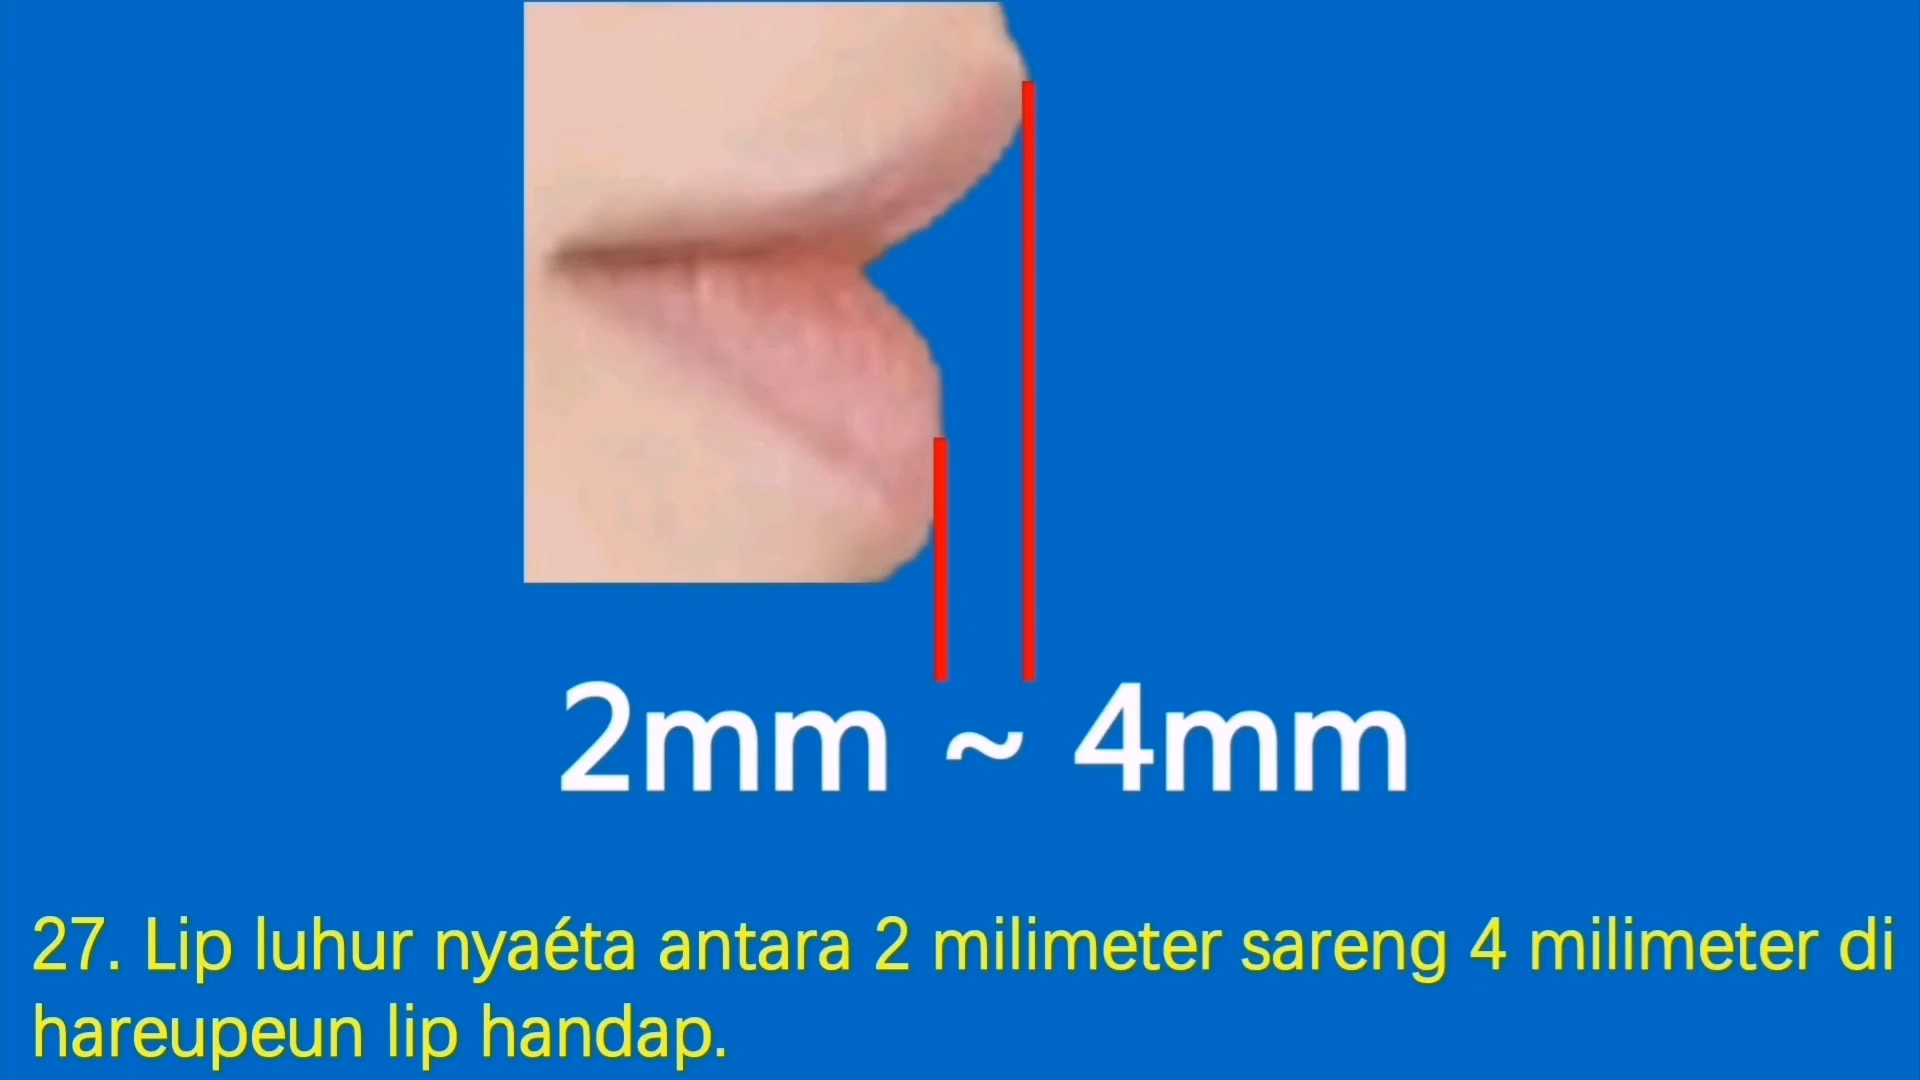 2mm ~ 4mm
27. Lip luhur nyaéta antara 2 milimeter sareng 4 milimeter di
hareupeun lip handap.